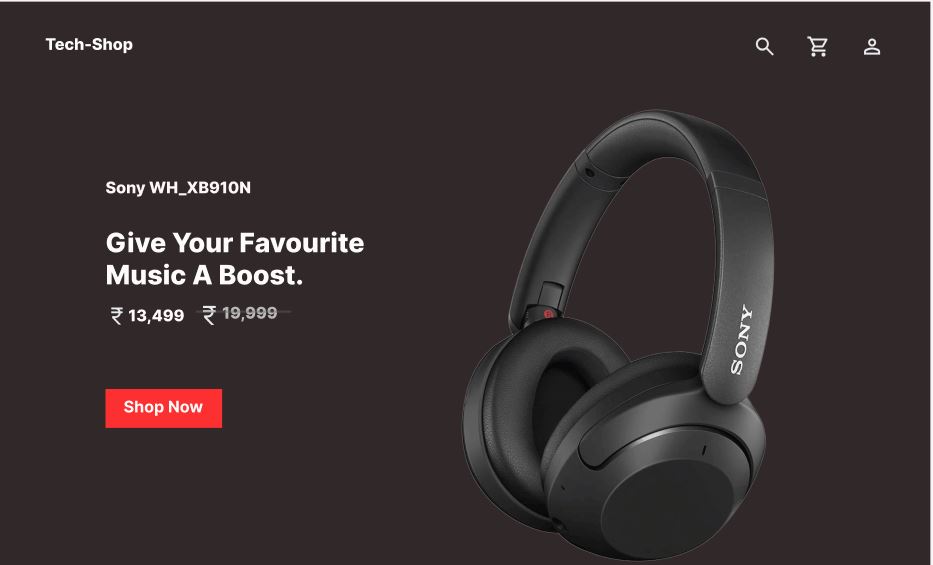 Tech-Shop
Sony WH_XB910N
Give Your Favourite
Music A Boost.
₹ 13,499 ₹ 19,999
Shop Now
SONY